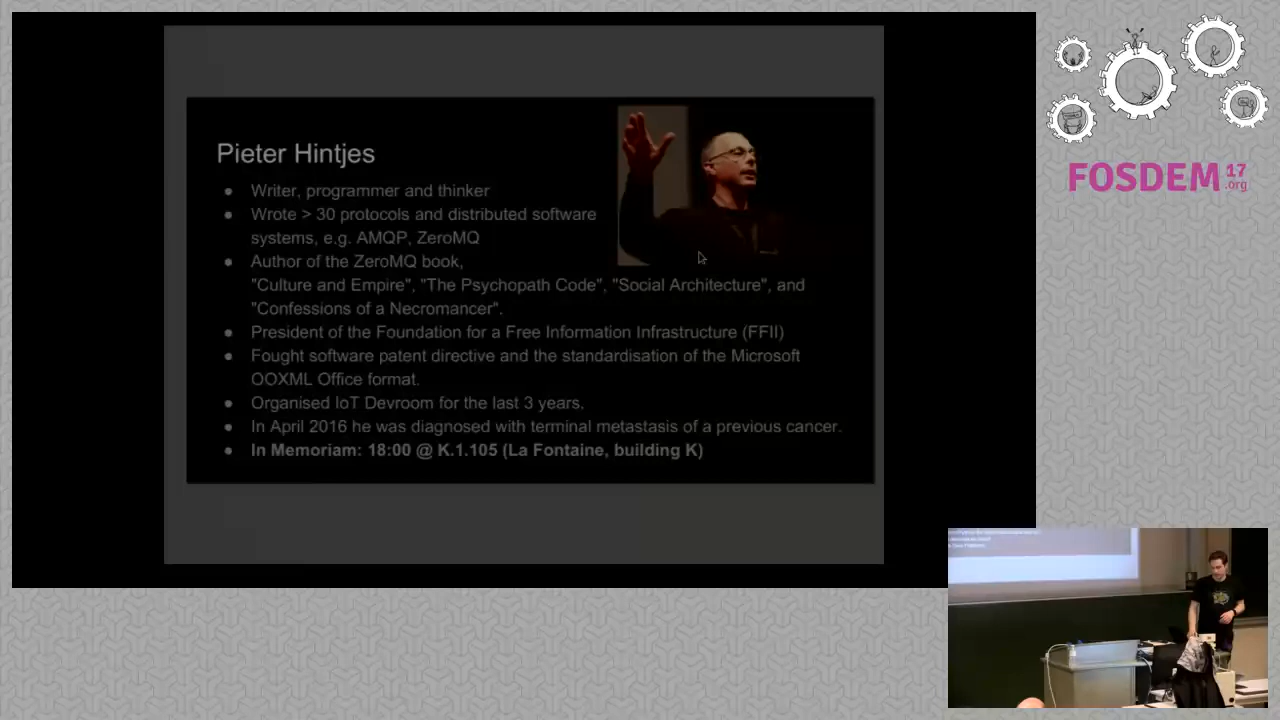 Pieter Hintjes
● Writer, programmer and thinker
● Wrote > 30 protocols and distributed software
systems, e.g. AMQP, ZeroMQ
● Author of the ZeroMQ book,
"Culture and Empire", "The Psychopath Code", "Social Architecture", and
"Confessions of a Necromancer".
● President of the Foundation for a Free Information Infrastructure (FFII)
● Fought software patent directive and the standardisation of the Microsoft
OOXML Office format.
● Organised IoT Devroom for the last 3 years.
● In April 2016 he was diagnosed with terminal metastasis of a previous cancer.
● In Memoriam: 18:00 @ K.1.105 (La Fontaine, building K)
FOSDEM 17
.org